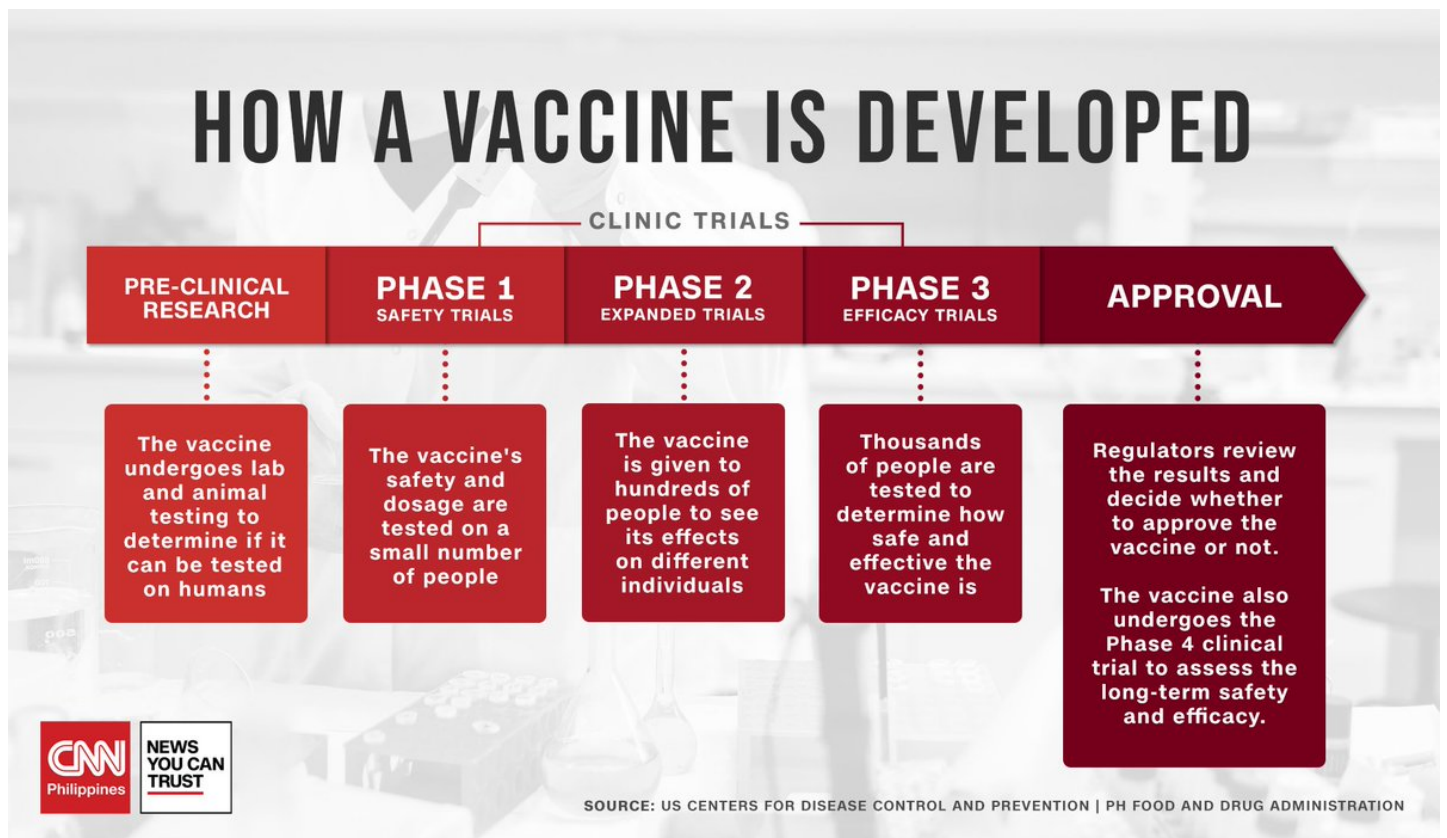 HOW A VACCINE IS DEVELOPED
CLINIC TRIALS
PRE-CLINICAL
RESEARCH
PHASE 1
SAFETY TRIALS
PHASE 2
EXPANDED TRIALS
PHASE 3
EFFICACY TRIALS
APPROVAL
The vaccine
undergoes lab
and animal
testing to
determine if it
can be tested
on humans
The vaccine's
safety and
dosage are
tested on a
small number
of people
The vaccine
is given to
hundreds of
people to see
its effects
on different
individuals
Thousands
of people are
tested to
determine how
safe and
effective the
vaccine is
Regulators review
the results and
decide whether
to approve the
vaccine or not.
The vaccine also
undergoes the
Phase 4 clinical
trial to assess the
long-term safety
and efficacy.
CNN
Philippines
NEWS
YOU CAN
TRUST
SOURCE: US CENTERS FOR DISEASE CONTROL AND PREVENTION | PH FOOD AND DRUG ADMINISTRATION